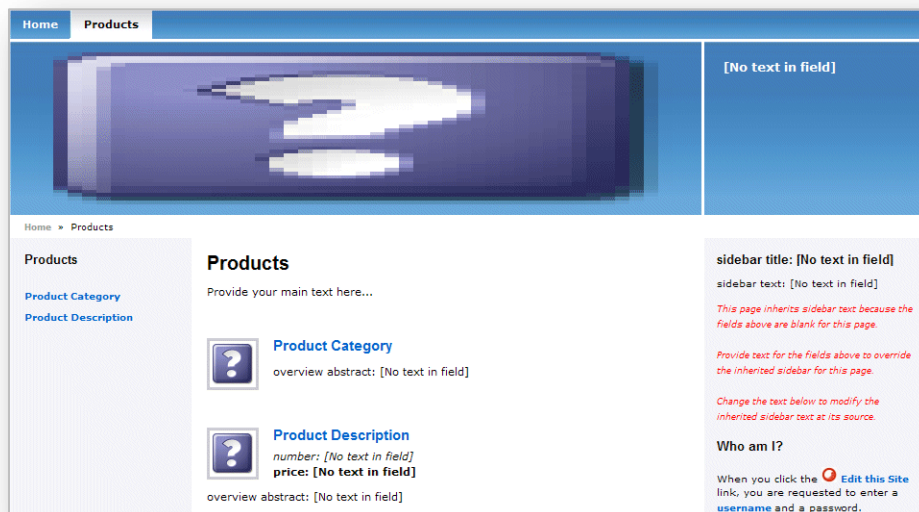 Home Products
[No text in field]
Home » Products
Products
Product Category
Product Description
Products
Provide your main text here...
Product Category
overview abstract: [No text in field]
Product Description
number: [No text in field]
price: [No text in field]
overview abstract: [No text in field]
sidebar title: [No text in field]
sidebar text: [No text in field]
This page inherits sidebar text because the
fields above are blank for this page.
Provide text for the fields above to override
the inherited sidebar for this page.
Change the text below to modify the
inherited sidebar text at its source.
Who am I?
When you click the Edit this Site
link, you are requested to enter a
username and a password.